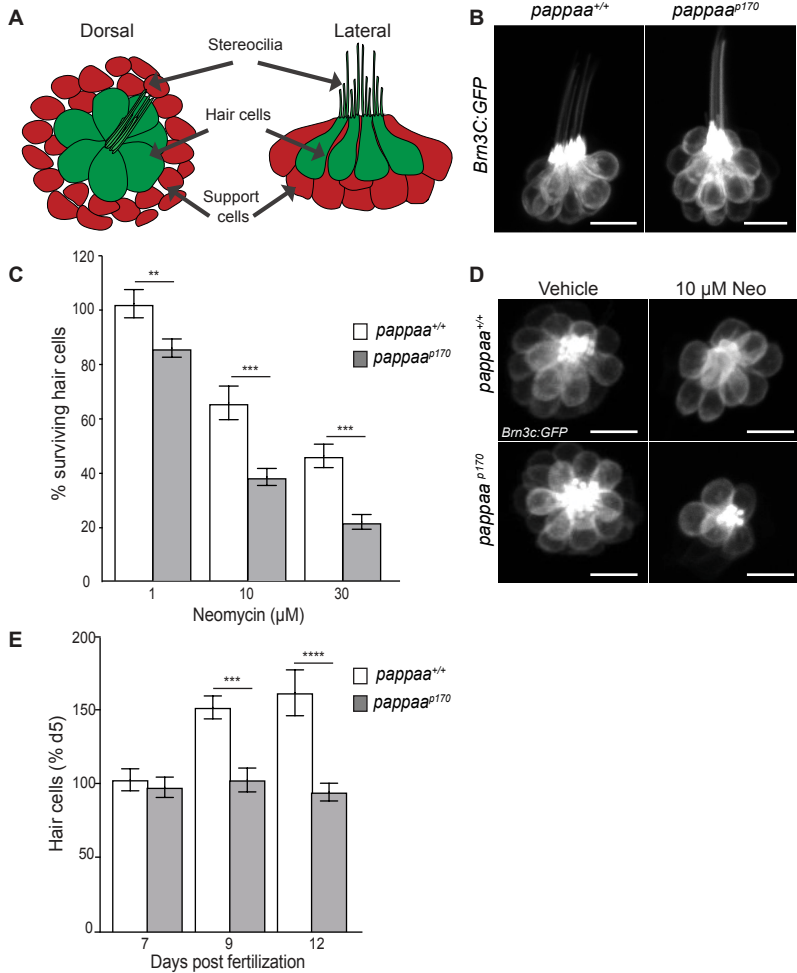 A
Dorsal
Lateral
Stereocilia
Hair cells
Support
cells
B
pappaa+/+
pappaap170
Brn3C:GFP
C
% surviving hair cells
120
100
80
60
40
20
0
**
***
***
pappaa+/+
pappaap170
1
10
30
Neomycin (µM)
D
Vehicle
10 µM Neo
pappaa+/+
Brn3c:GFP
pappaa p170
E
Hair cells (% d5)
200
150
100
50
0
***
****
pappaa+/+
pappaap170
7
9
12
Days post fertilization